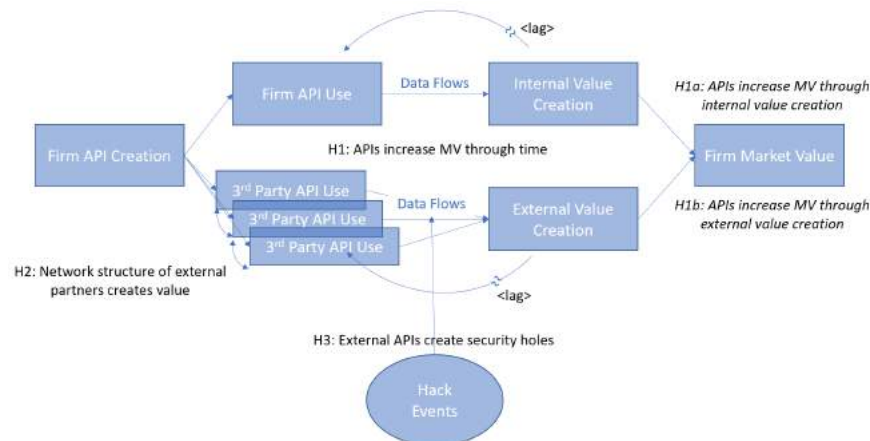 <lag>
Firm API Use
Data Flows
Internal Value
Creation
H1a: APIs increase MV through
internal value creation
Firm API Creation
H1: APIs increase MV through time
Firm Market Value
3rd Party API Use
3rd Party API Use
3rd Party API Use
Data Flows
External Value
Creation
H1b: APIs increase MV through
external value creation
H2: Network structure of external
partners creates value
<lag>
H3: External APIs create security holes
Hack
Events